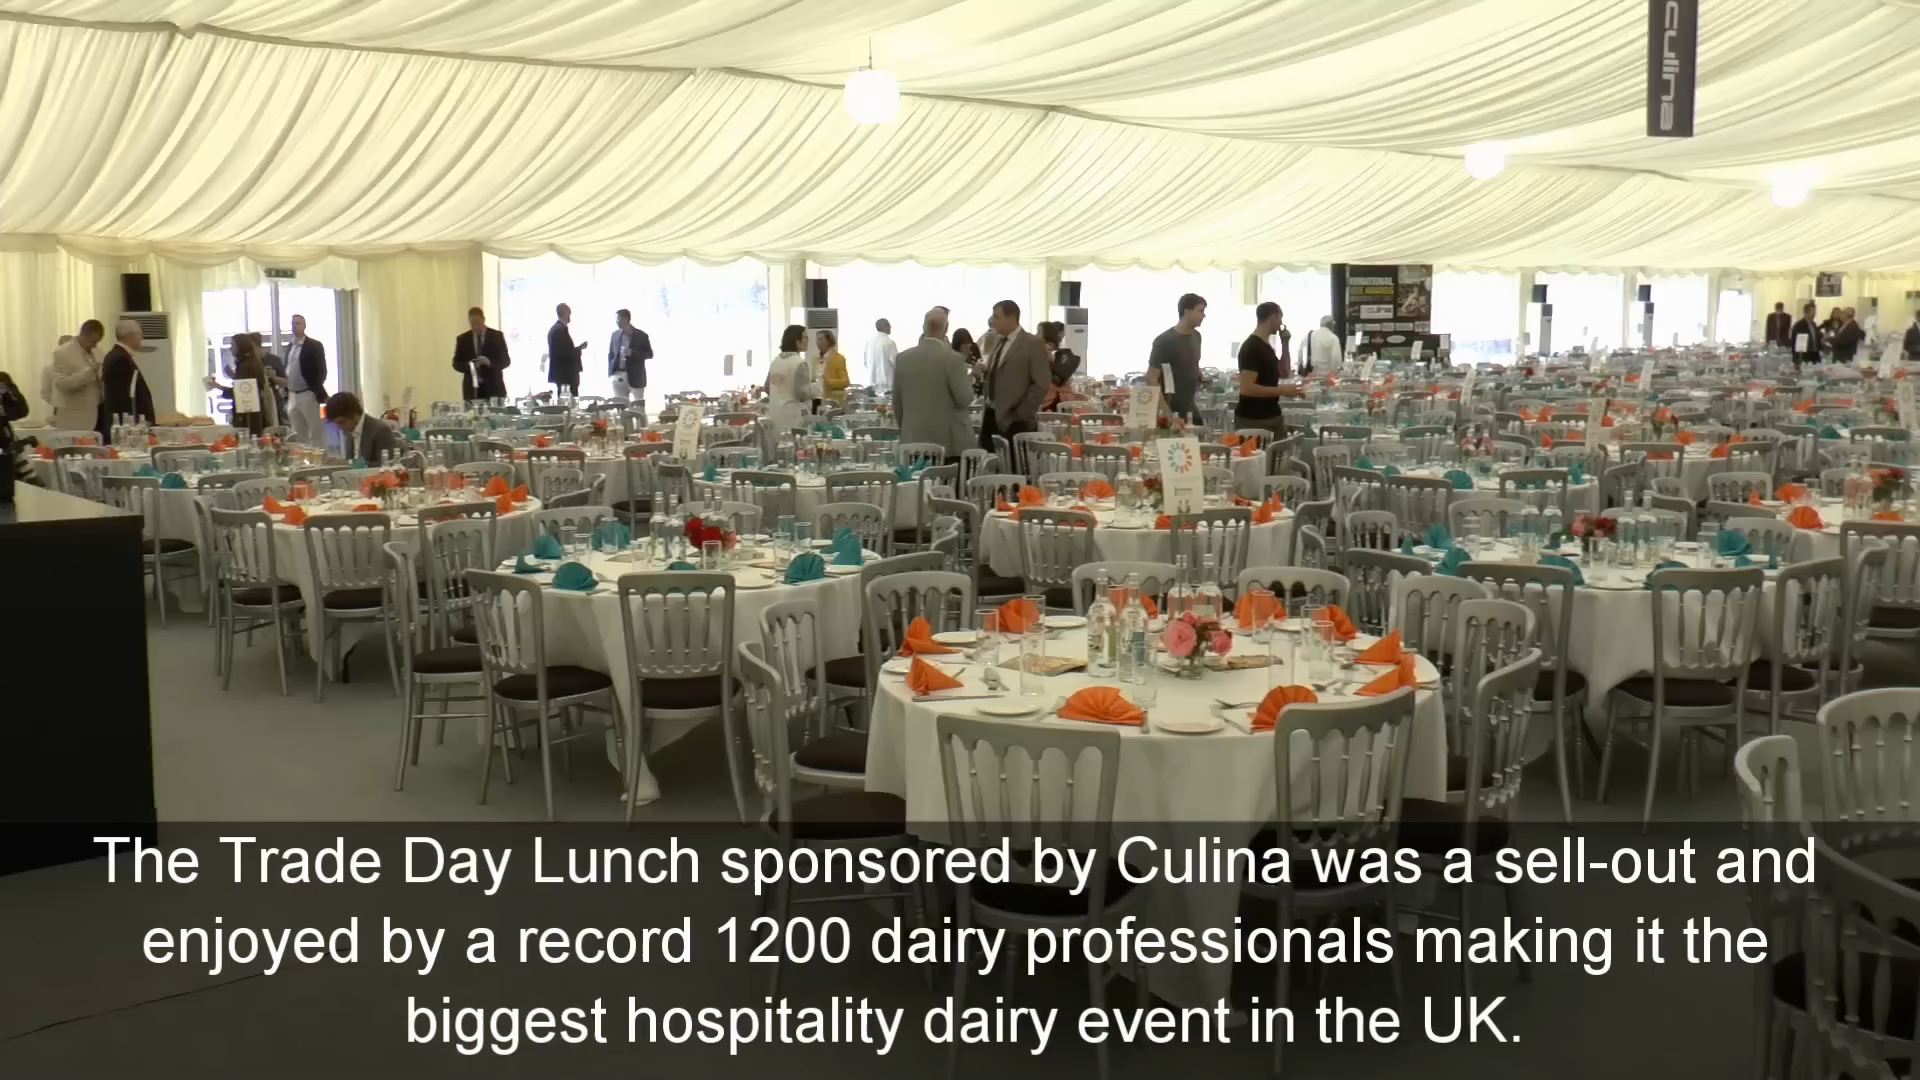 culina
The Trade Day Lunch sponsored by Culina was a sell-out and
enjoyed by a record 1200 dairy professionals making it the
biggest hospitality dairy event in the UK.